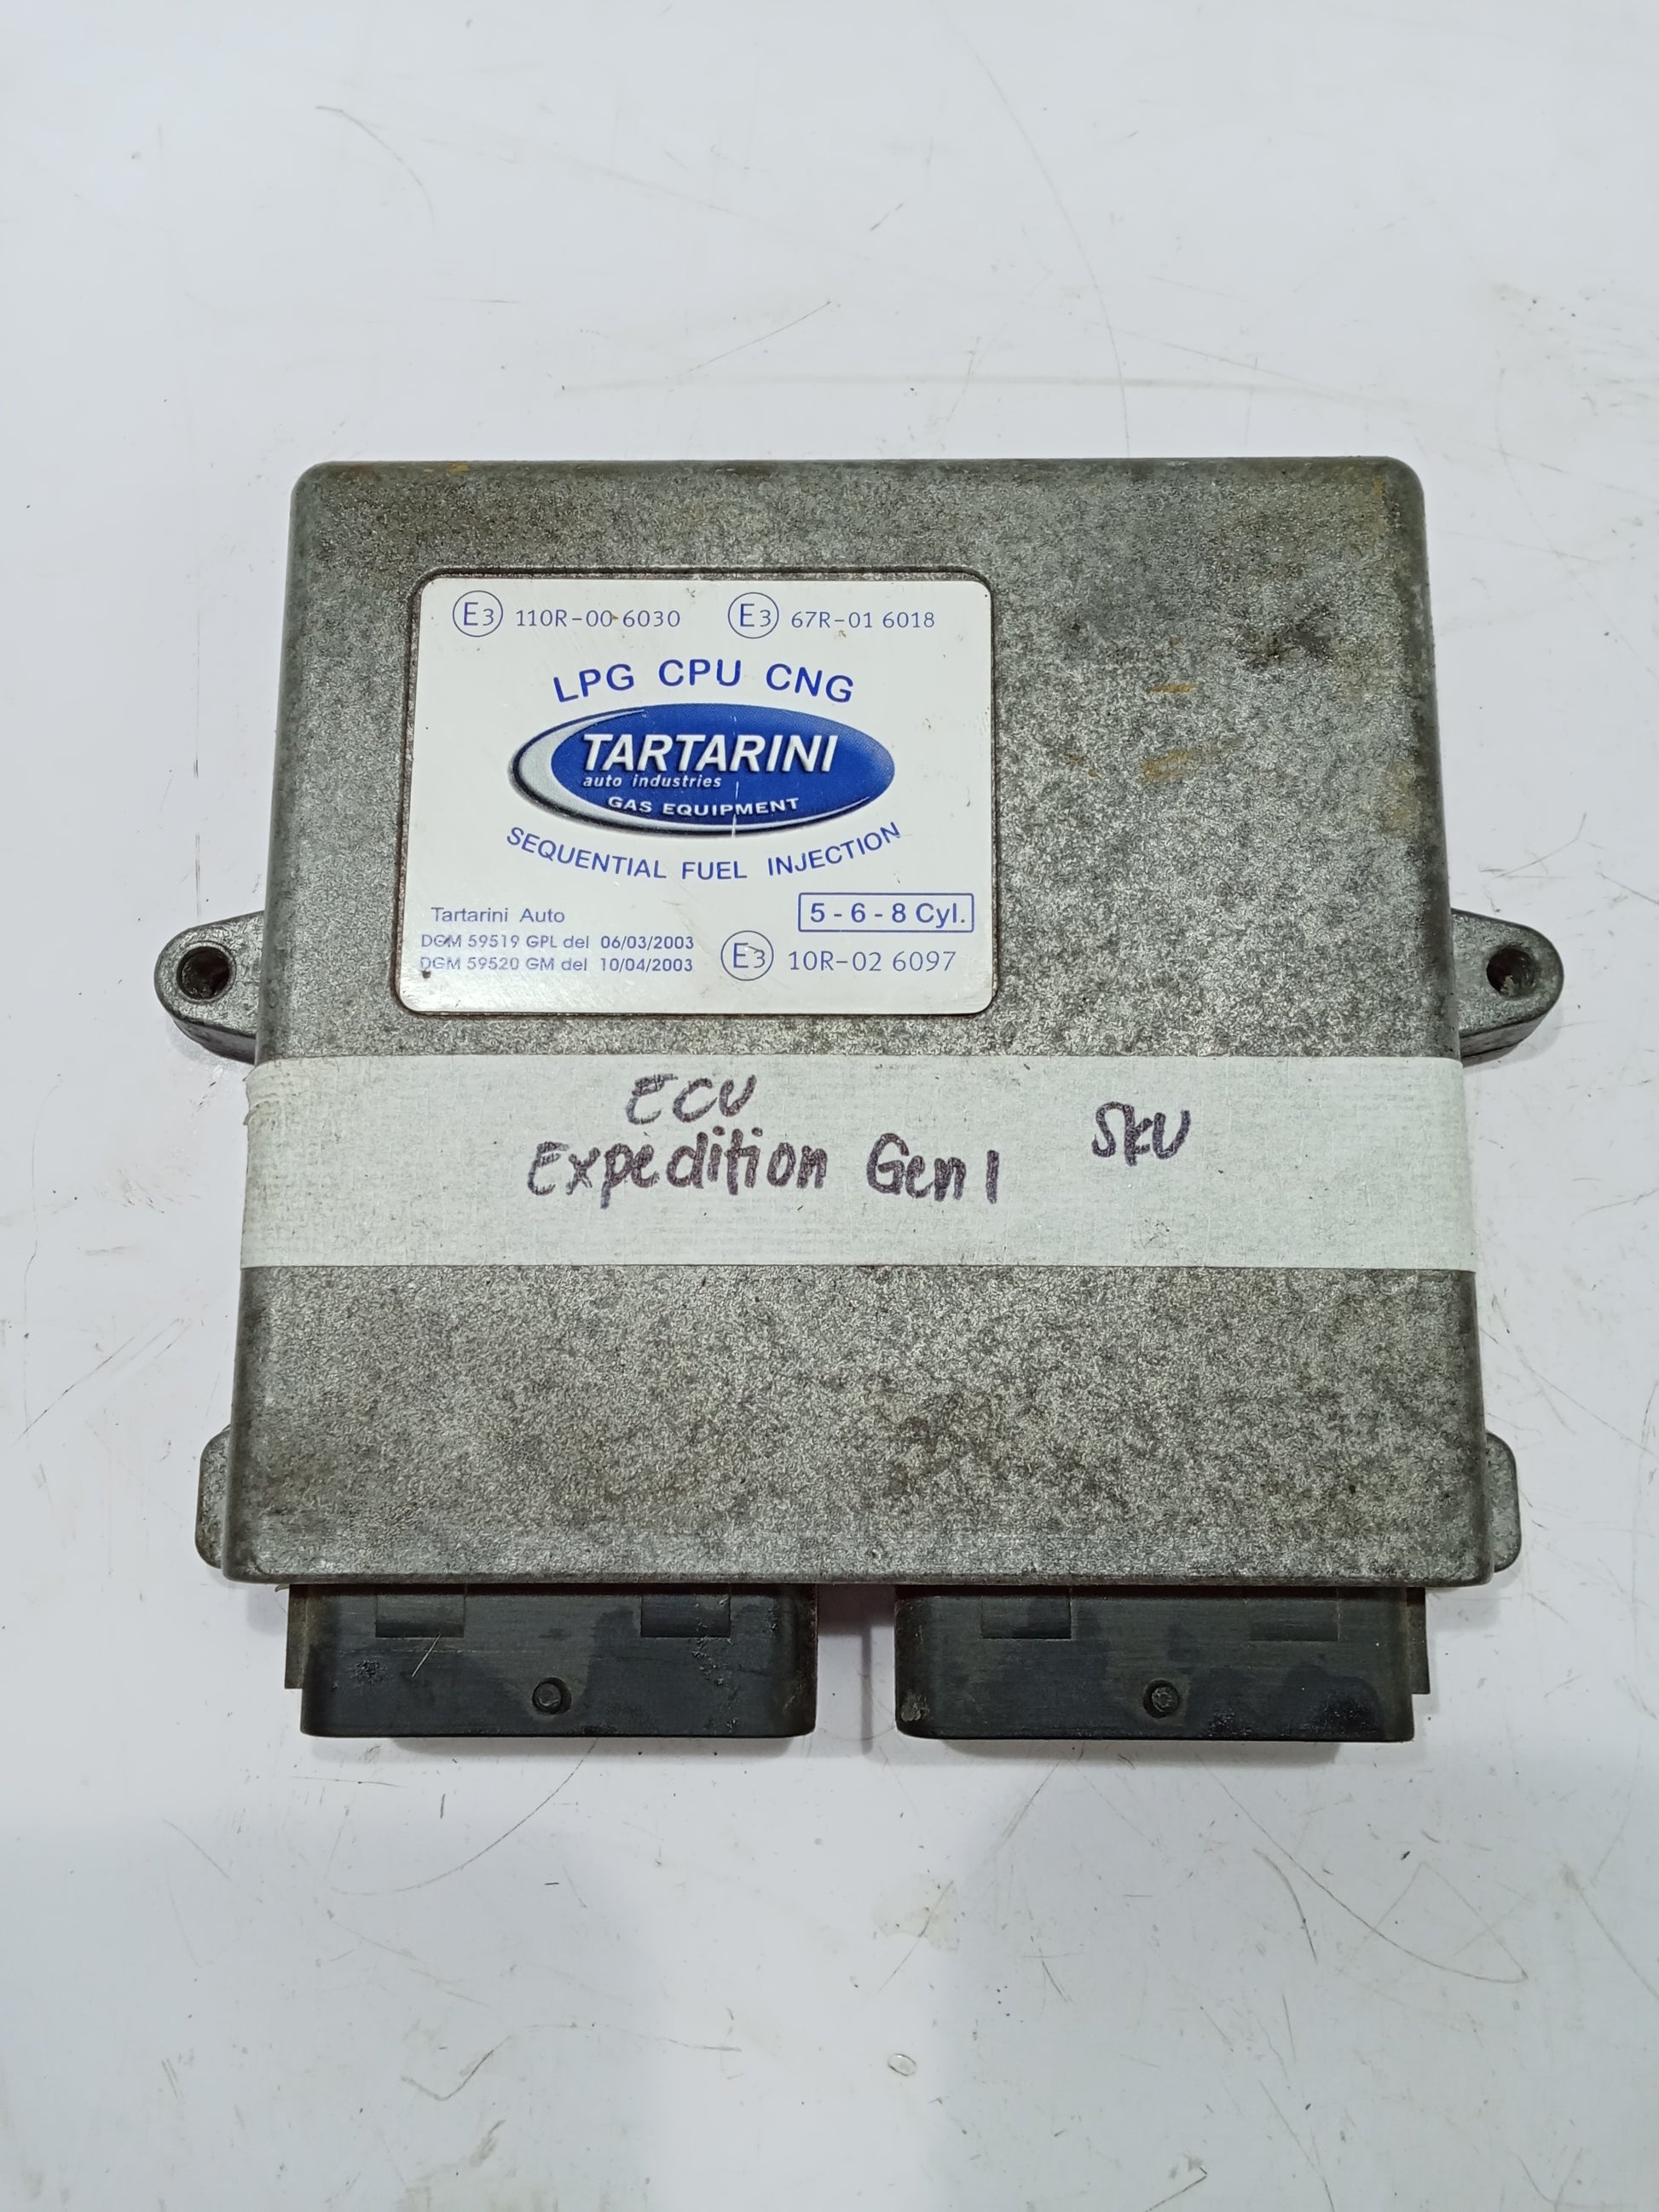 E3 110R-00 6030 E3 67R-01 6018
LPG CPU CNG
TARTARINI
auto industries
GAS EQUIPMENT
SEQUENTIAL FUEL INJECTION
5 - 6 - 8 Cyl.
Tartarini Auto
DGM 59519 GPL del 06/03/2003
DGM 59520 GM del 10/04/2003
E3 10R-02 6097
ECU
Expedition Gen 1
SKU